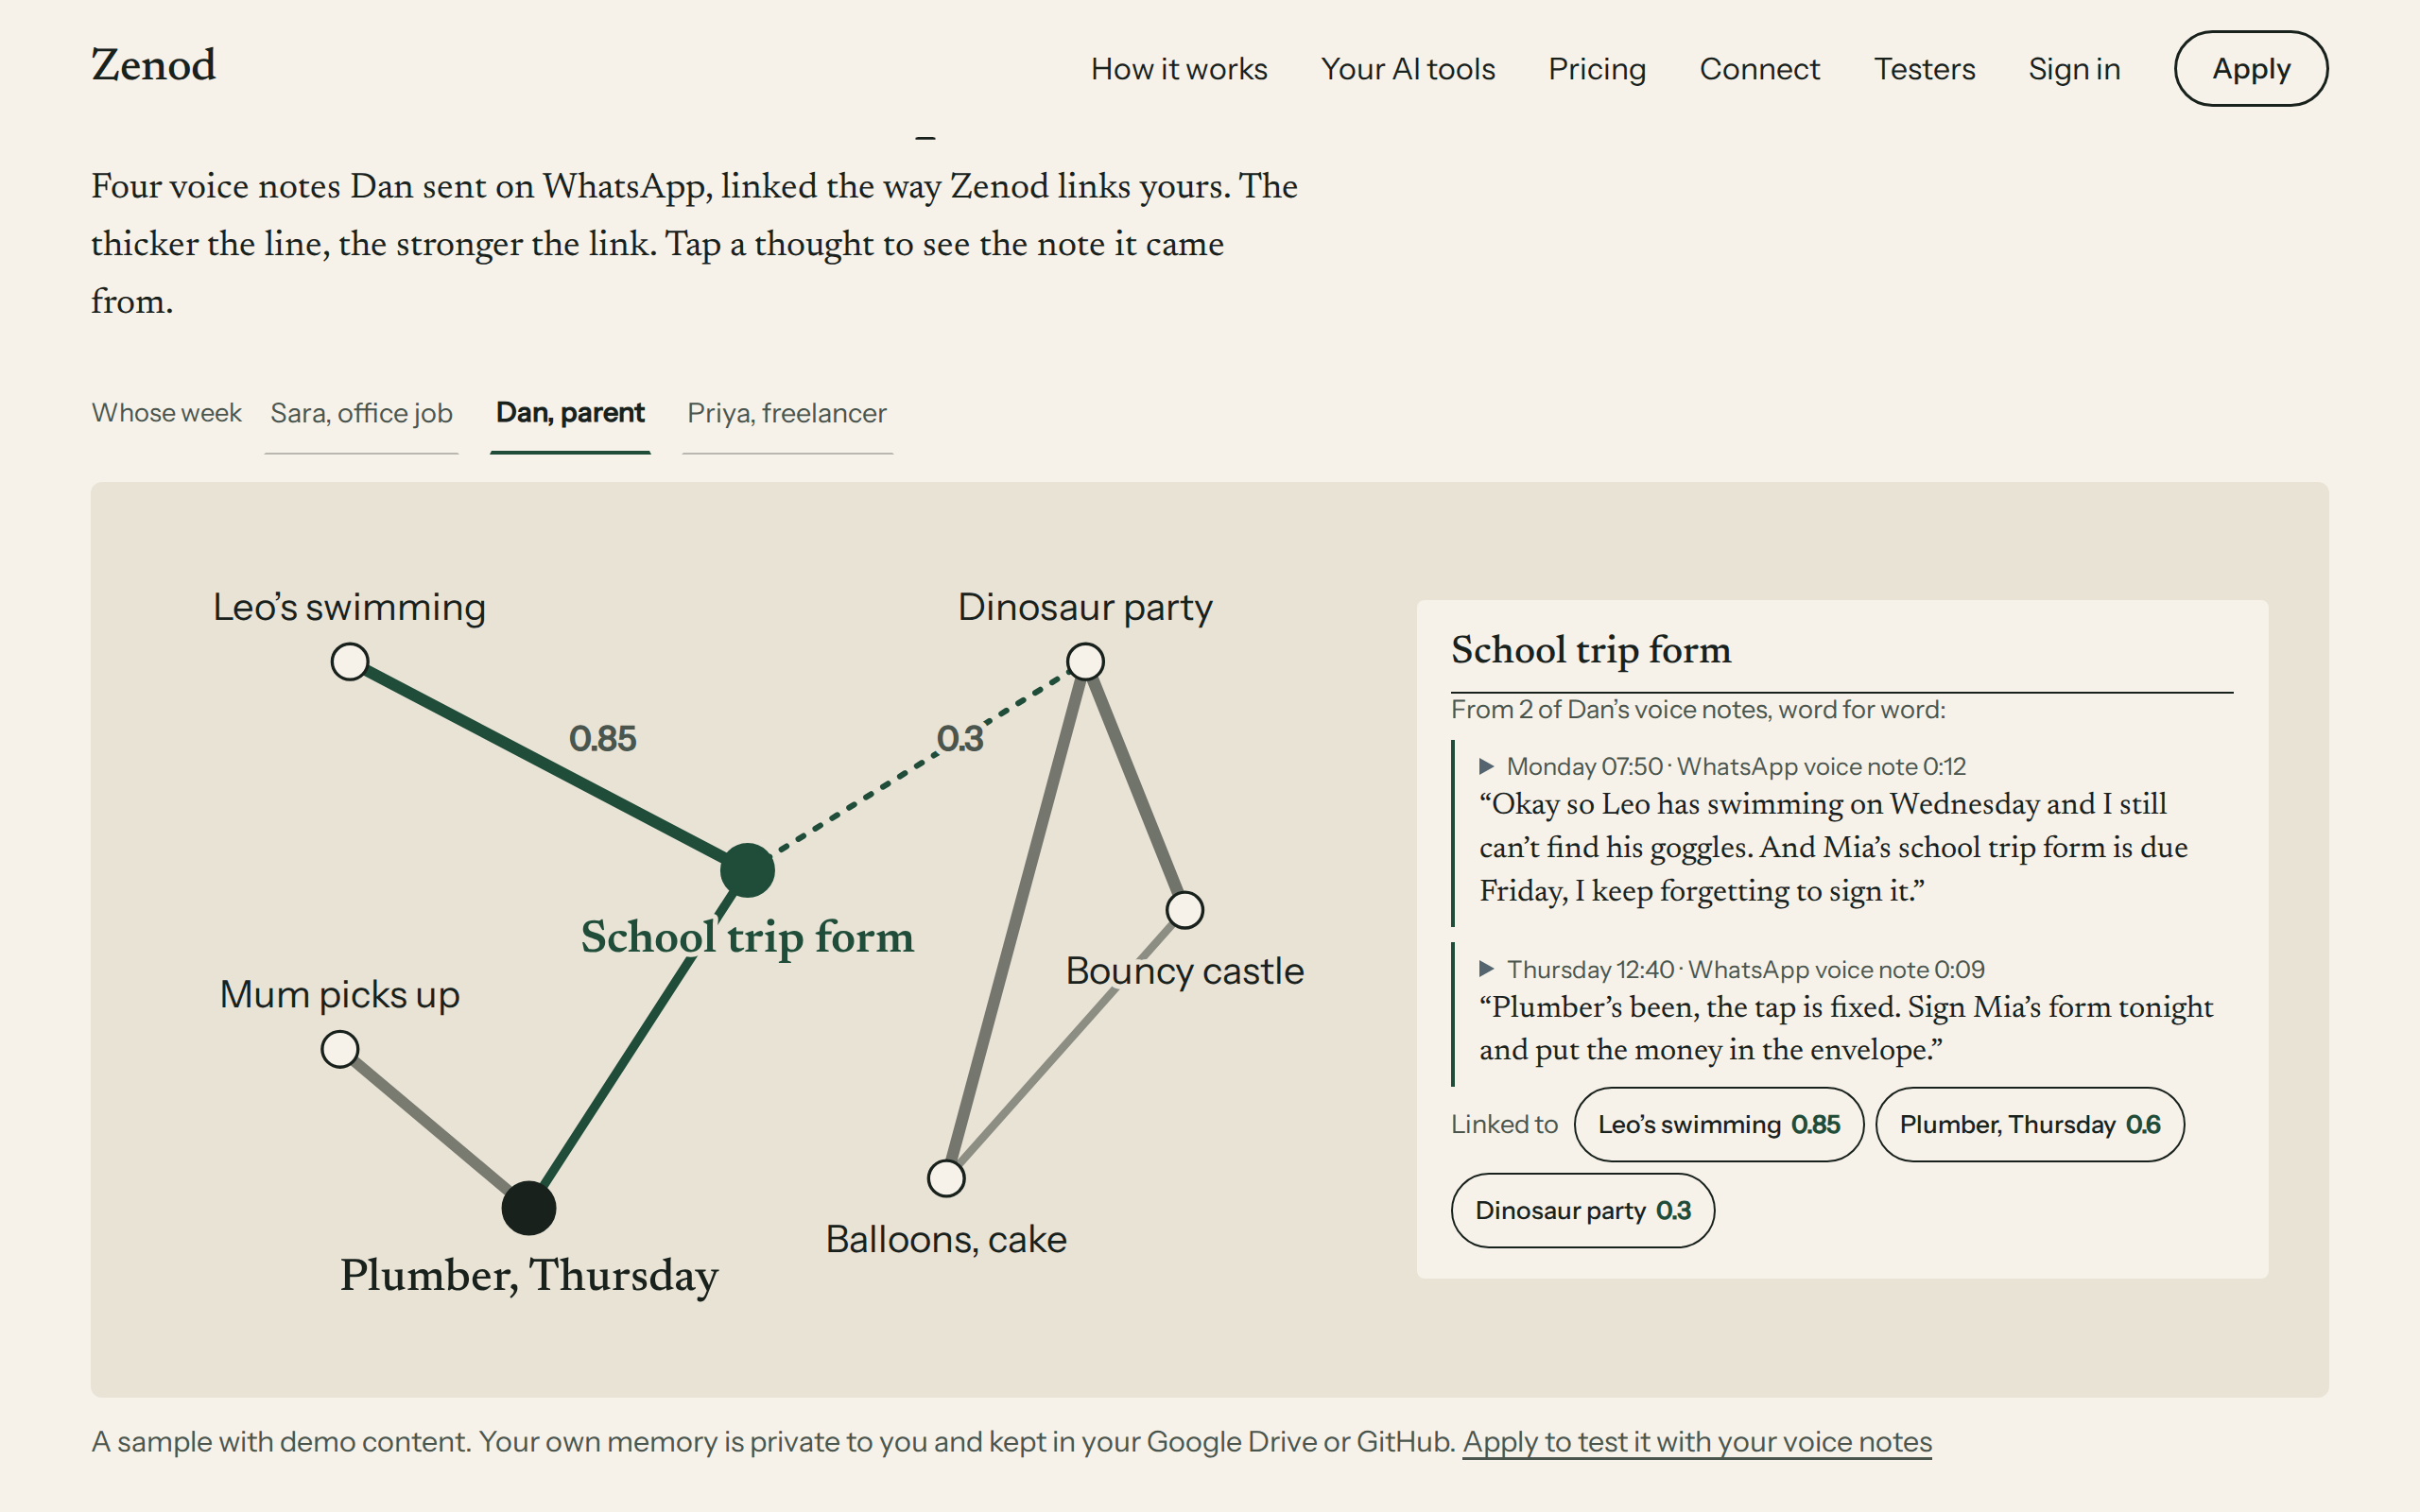 Zenod
How it works
Your AI tools
Pricing
Connect
Testers
Sign in
Apply
Four voice notes Dan sent on WhatsApp, linked the way Zenod links yours. The
thicker the line, the stronger the link. Tap a thought to see the note it came
from.
Whose week
Sara, office job
Dan, parent
Priya, freelancer
Leo’s swimming
Dinosaur party
0.85
0.3
School trip form
Mum picks up
Bouncy castle
Balloons, cake
Plumber, Thursday
School trip form
From 2 of Dan’s voice notes, word for word:
Monday 07:50 · WhatsApp voice note 0:12
“Okay so Leo has swimming on Wednesday and I still
can’t find his goggles. And Mia’s school trip form is due
Friday, I keep forgetting to sign it.”
Thursday 12:40 · WhatsApp voice note 0:09
“Plumber’s been, the tap is fixed. Sign Mia’s form tonight
and put the money in the envelope.”
Linked to
Leo’s swimming 0.85
Plumber, Thursday 0.6
Dinosaur party 0.3
A sample with demo content. Your own memory is private to you and kept in your Google Drive or GitHub. Apply to test it with your voice notes